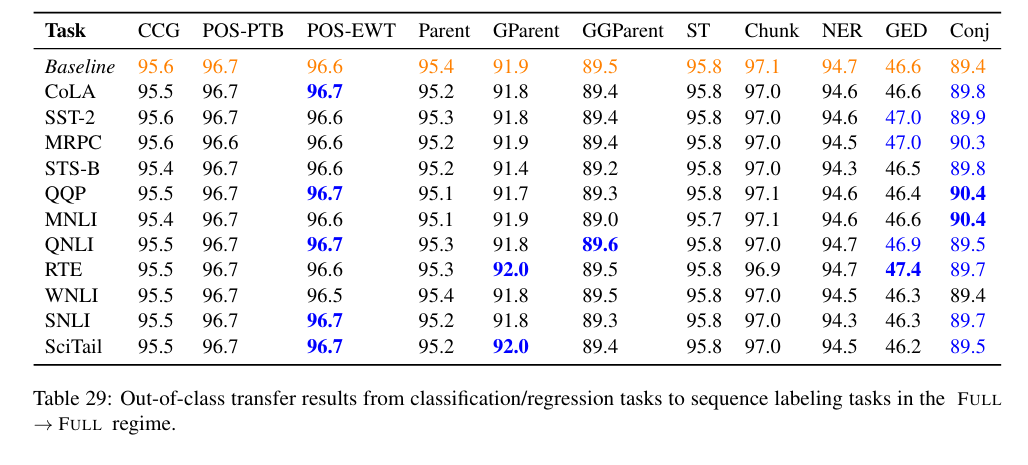 Task CCG POS-PTB POS-EWT Parent GParent GGParent ST Chunk NER GED Conj
Baseline 95.6 96.7 96.6 95.4 91.9 89.5 95.8 97.1 94.7 46.6 89.4
CoLA 95.5 96.7 96.7 95.2 91.8 89.4 95.8 97.0 94.6 46.6 89.8
SST-2 95.6 96.7 96.6 95.3 91.8 89.4 95.8 97.0 94.6 47.0 89.9
MRPC 95.6 96.6 96.6 95.2 91.9 89.4 95.8 97.0 94.5 47.0 90.3
STS-B 95.4 96.7 96.6 95.2 91.4 89.2 95.8 97.0 94.3 46.5 89.8
QQP 95.5 96.7 96.7 95.1 91.7 89.3 95.8 97.1 94.6 46.4 90.4
MNLI 95.4 96.7 96.6 95.1 91.9 89.0 95.7 97.1 94.6 46.6 90.4
QNLI 95.5 96.7 96.7 95.3 91.8 89.6 95.8 97.0 94.7 46.9 89.5
RTE 95.5 96.7 96.6 95.3 92.0 89.5 95.8 96.9 94.7 47.4 89.7
WNLI 95.5 96.7 96.5 95.4 91.8 89.5 95.8 97.0 94.5 46.3 89.4
SNLI 95.5 96.7 96.7 95.2 91.8 89.3 95.8 97.0 94.3 46.3 89.7
SciTail 95.5 96.7 96.7 95.2 92.0 89.4 95.8 97.0 94.5 46.2 89.5
Table 29: Out-of-class transfer results from classification/regression tasks to sequence labeling tasks in the FULL
→ FULL regime.